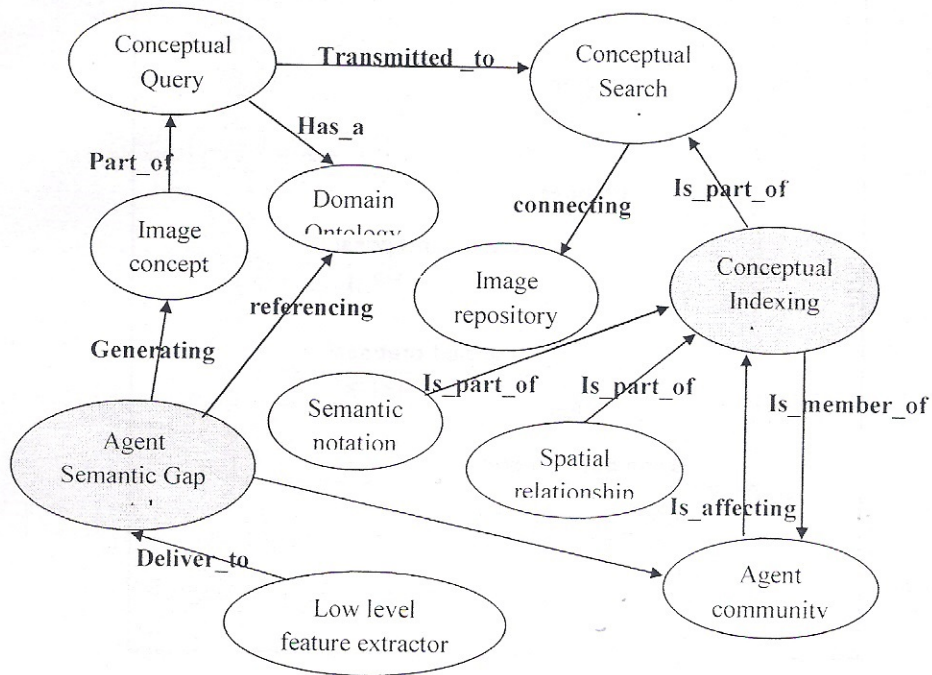 Conceptual
Query
Transmitted_to
Conceptual
Search
Has_a
Part_of
Domain
Ontology
connecting
Is_part_of
Image
concept
Image
repository
Conceptual
Indexing
referencing
Generating
Is_part_of
Is_part_of
Is_member_of
Semantic
notation
Agent
Semantic Gap
Spatial
relationship
Is_affecting
Deliver_to
Agent
community
Low level
feature extractor